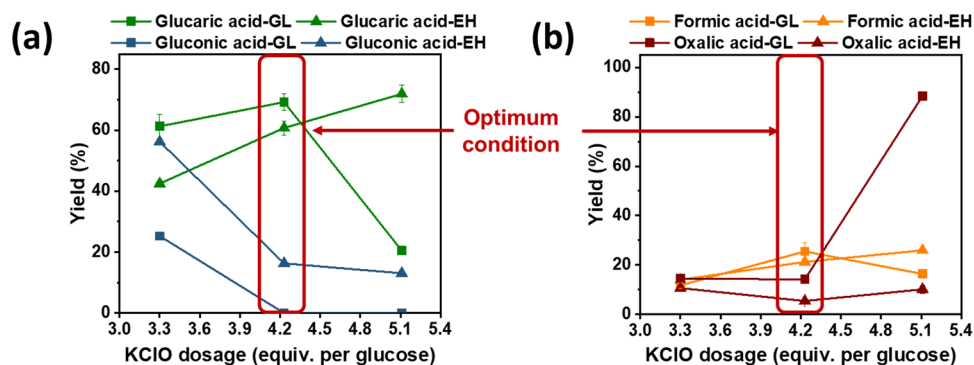 (a)
Glucaric acid-GL Glucaric acid-EH
Gluconic acid-GL Gluconic acid-EH
80
60
40
20
0
Yield (%)
3.0 3.3 3.6 3.9 4.2 4.5 4.8 5.1 5.4
KClO dosage (equiv. per glucose)
Optimum
condition
(b)
Formic acid-GL Formic acid-EH
Oxalic acid-GL Oxalic acid-EH
100
80
60
40
20
0
Yield (%)
3.0 3.3 3.6 3.9 4.2 4.5 4.8 5.1 5.4
KClO dosage (equiv. per glucose)